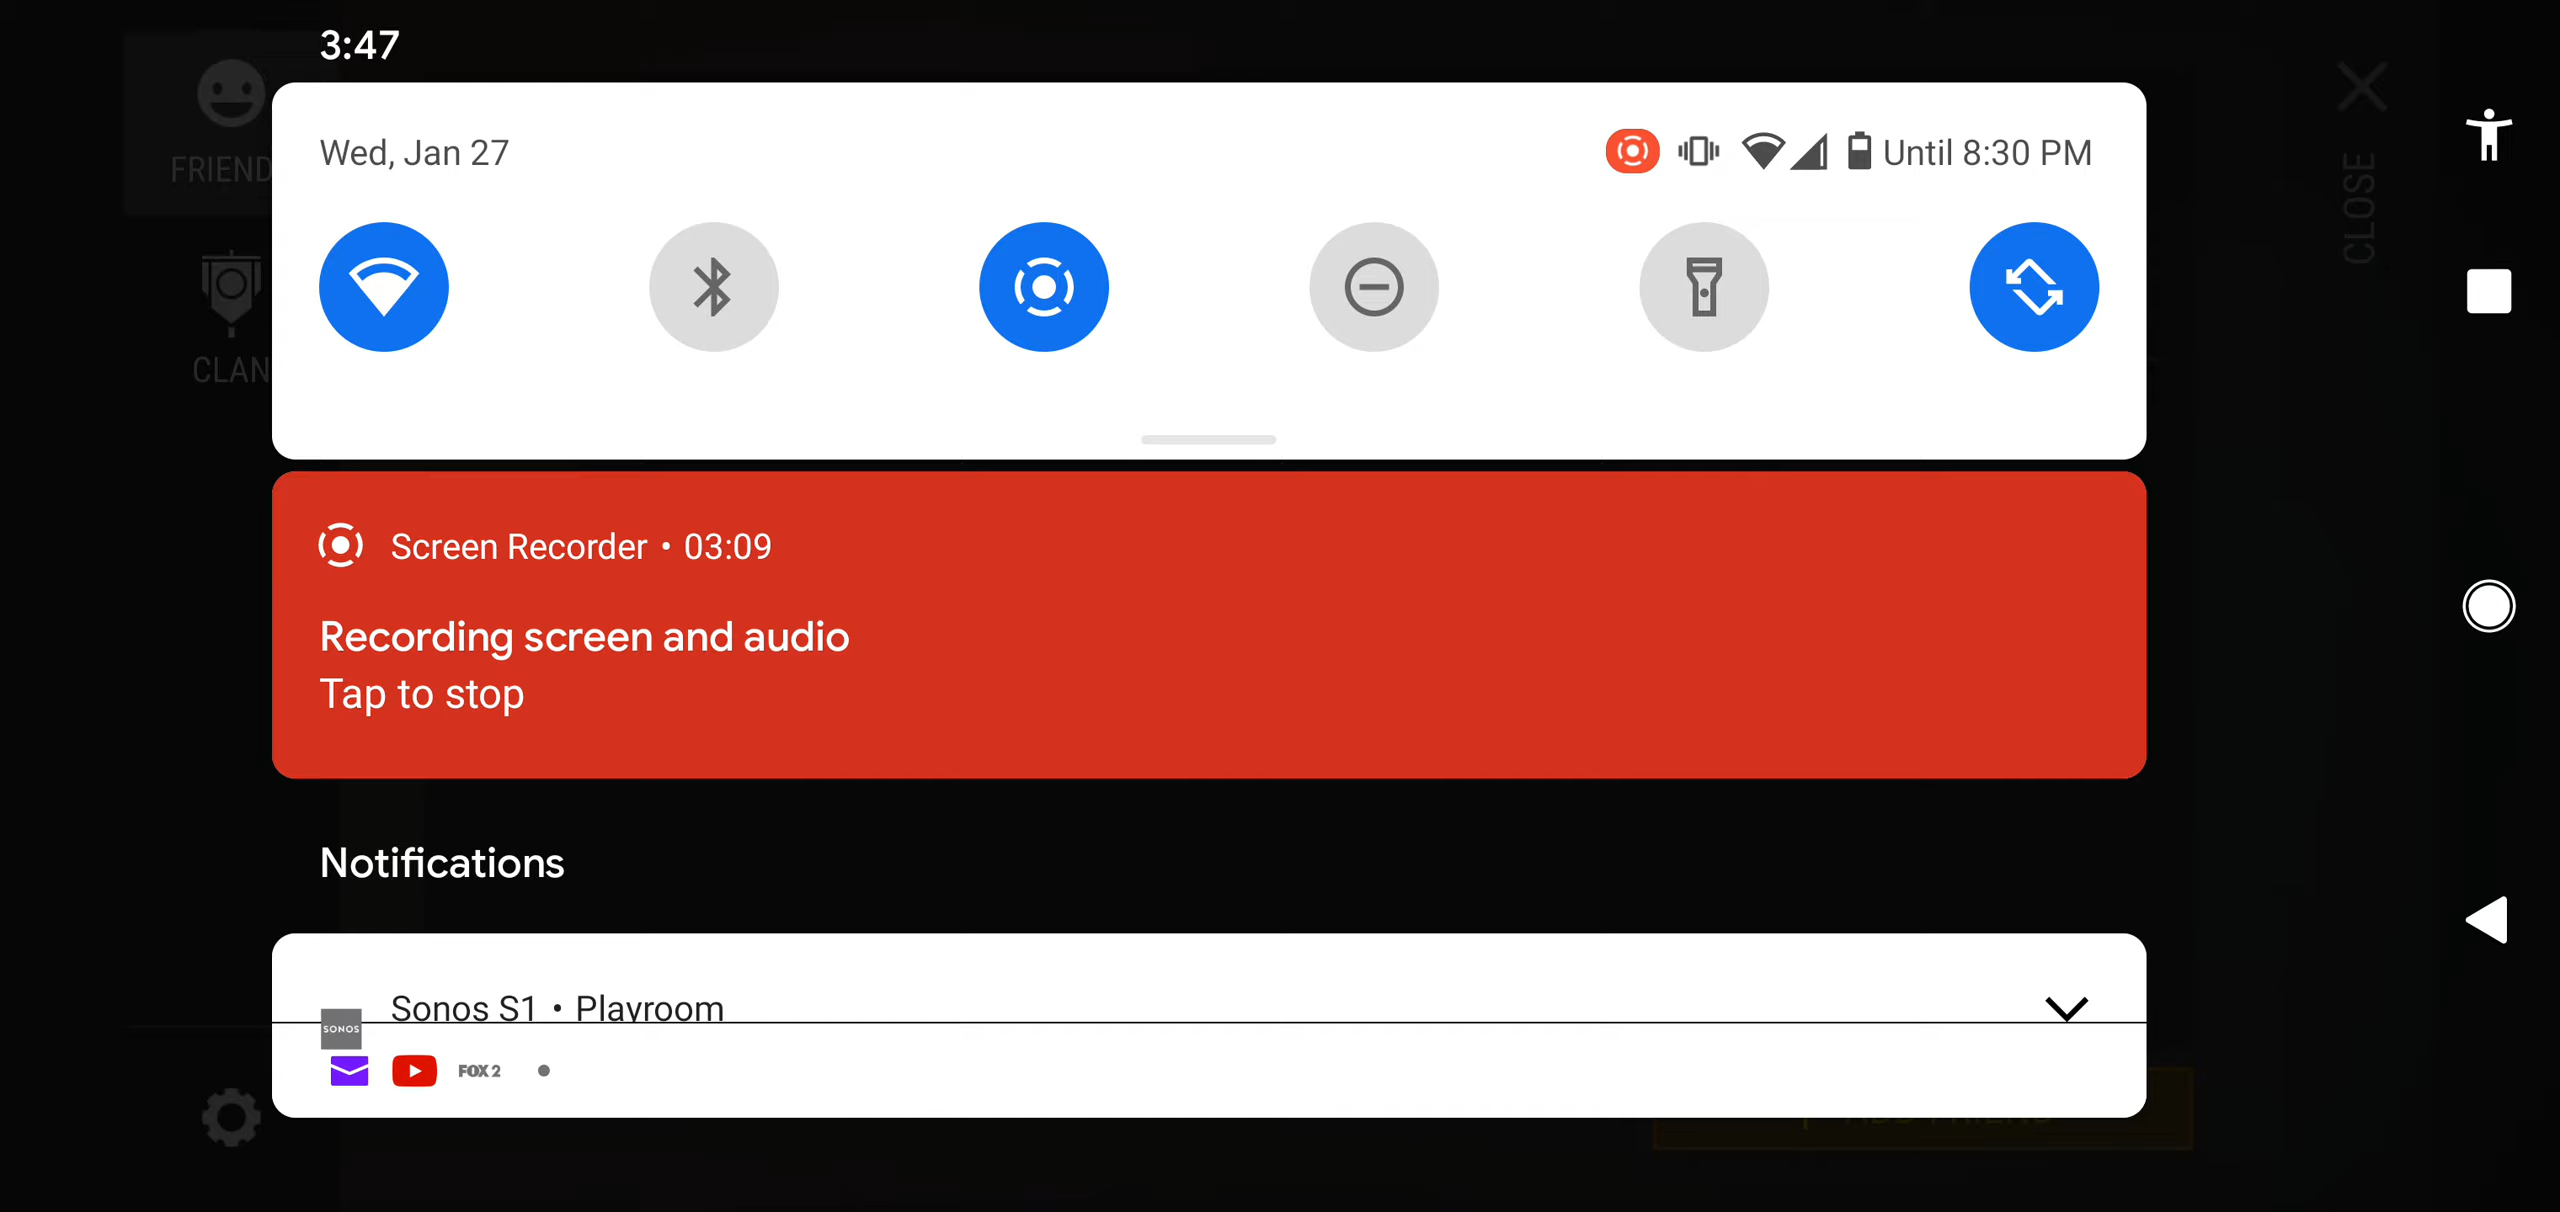 3:47
Wed, Jan 27
Until 8:30 PM
FRIEND
CLOSE
CLAN
Screen Recorder • 03:09
Recording screen and audio
Tap to stop
Notifications
Sonos S1 • Playroom
SONOS
FOX 2